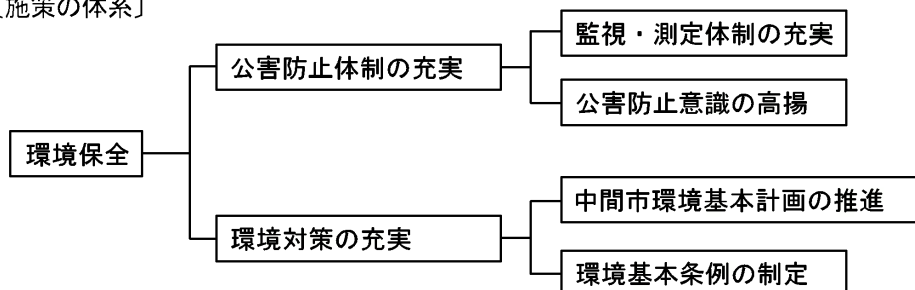 施策の体系」
環境保全
公害防止体制の充実
監視・測定体制の充実
公害防止意識の高揚
環境対策の充実
中間市環境基本計画の推進
環境基本条例の制定